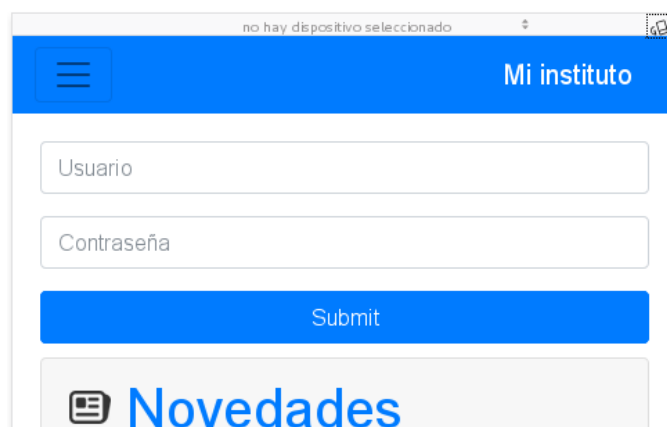 no hay dispositivo seleccionado
Mi instituto
Usuario
Contraseña
Submit
Novedades